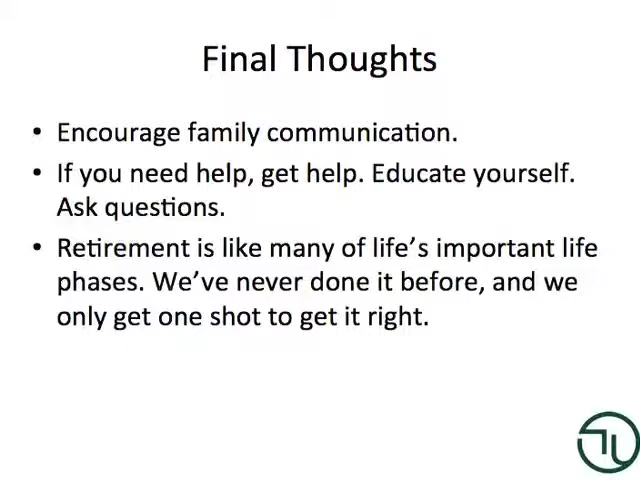 Final Thoughts
• Encourage family communication.
• If you need help, get help. Educate yourself.
Ask questions.
• Retirement is like many of life’s important life
phases. We’ve never done it before, and we
only get one shot to get it right.